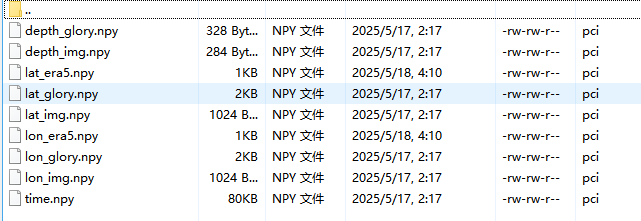 ..
depth_glory.npy 328 Byt... NPY 文件 2025/5/17, 2:17 -rw-rw-r-- pci
depth_img.npy 284 Byt... NPY 文件 2025/5/17, 2:17 -rw-rw-r-- pci
lat_era5.npy 1KB NPY 文件 2025/5/18, 4:10 -rw-rw-r-- pci
lat_glory.npy 2KB NPY 文件 2025/5/17, 2:17 -rw-rw-r-- pci
lat_img.npy 1024 B... NPY 文件 2025/5/17, 2:17 -rw-rw-r-- pci
lon_era5.npy 1KB NPY 文件 2025/5/18, 4:10 -rw-rw-r-- pci
lon_glory.npy 2KB NPY 文件 2025/5/17, 2:17 -rw-rw-r-- pci
lon_img.npy 1024 B... NPY 文件 2025/5/17, 2:17 -rw-rw-r-- pci
time.npy 80KB NPY 文件 2025/5/17, 2:17 -rw-rw-r-- pci